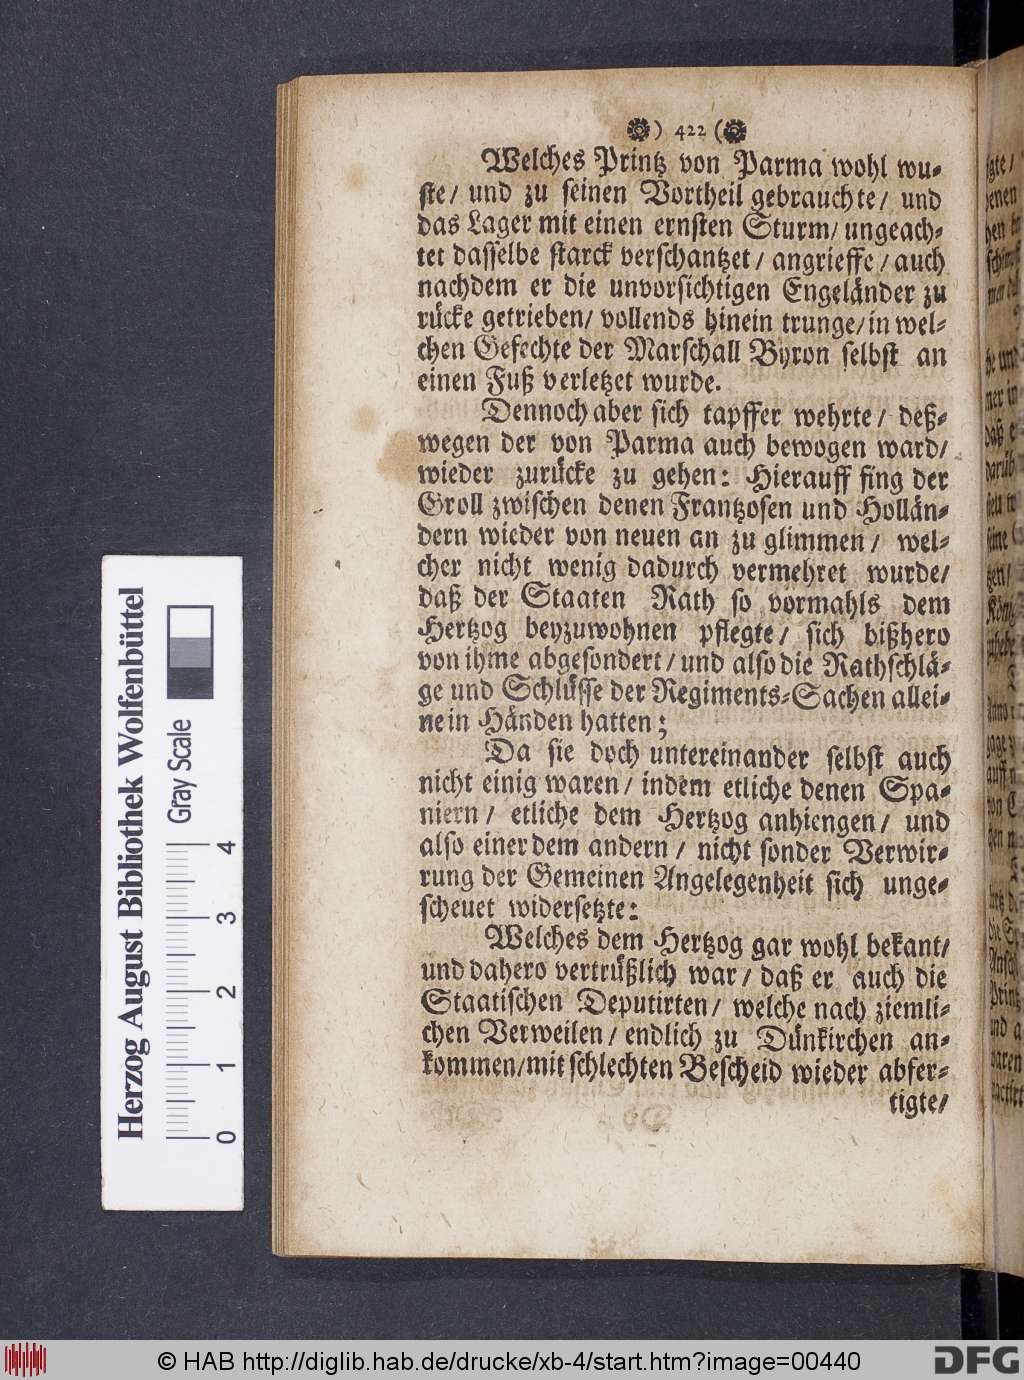 ) 422 (
Welches Printz von Parma wohl wu-
ste/ und zu seinen Vortheil gebrauchte/ und
das Lager mit einen ernsten Sturm/ ungeach-
tet dasselbe starck verschantzet/ angrieffe/ auch
nachdem er die unvorsichtigen Engeländer zu
rücke getrieben/ vollends hinein trunge/ in wel-
chen Gefechte der Marschall Byron selbst an
einen Fuß verletzet wurde.
Dennoch aber sich tapffer wehrte/ deß-
wegen der von Parma auch bewogen ward/
wieder zurücke zu gehen: Hierauff fing der
Groll zwischen denen Frantzosen und Hollän-
dern wieder von neuen an zu glimmen/ wel-
cher nicht wenig dadurch vermehret wurde/
daß der Staaten Rath so vormahls dem
Hertzog beyzuwohnen pflegte/ sich bißhero
von ihme abgesondert/ und also die Rathschlä-
ge und Schlüsse der Regiments-Sachen allei-
ne in Händen hatten;
Da sie doch untereinander selbst auch
nicht einig waren/ indem etliche denen Spa-
niern/ etliche dem Hertzog anhiengen/ und
also einer dem andern/ nicht sonder Verwir-
rung der Gemeinen Angelegenheit sich unge-
scheuet widersetzte:
Welches dem Hertzog gar wohl bekant/
und dahero vertrüßlich war/ daß er auch die
Staatischen Deputirten/ welche nach ziemli-
chen Verweilen/ endlich zu Dünkirchen an-
kommen/ mit schlechten Bescheid wieder abfer-
tigte/
Herzog August Bibliothek Wolfenbüttel
Gray Scale
0 1 2 3 4
© HAB http://diglib.hab.de/drucke/xb-4/start.htm?image=00440
DFG